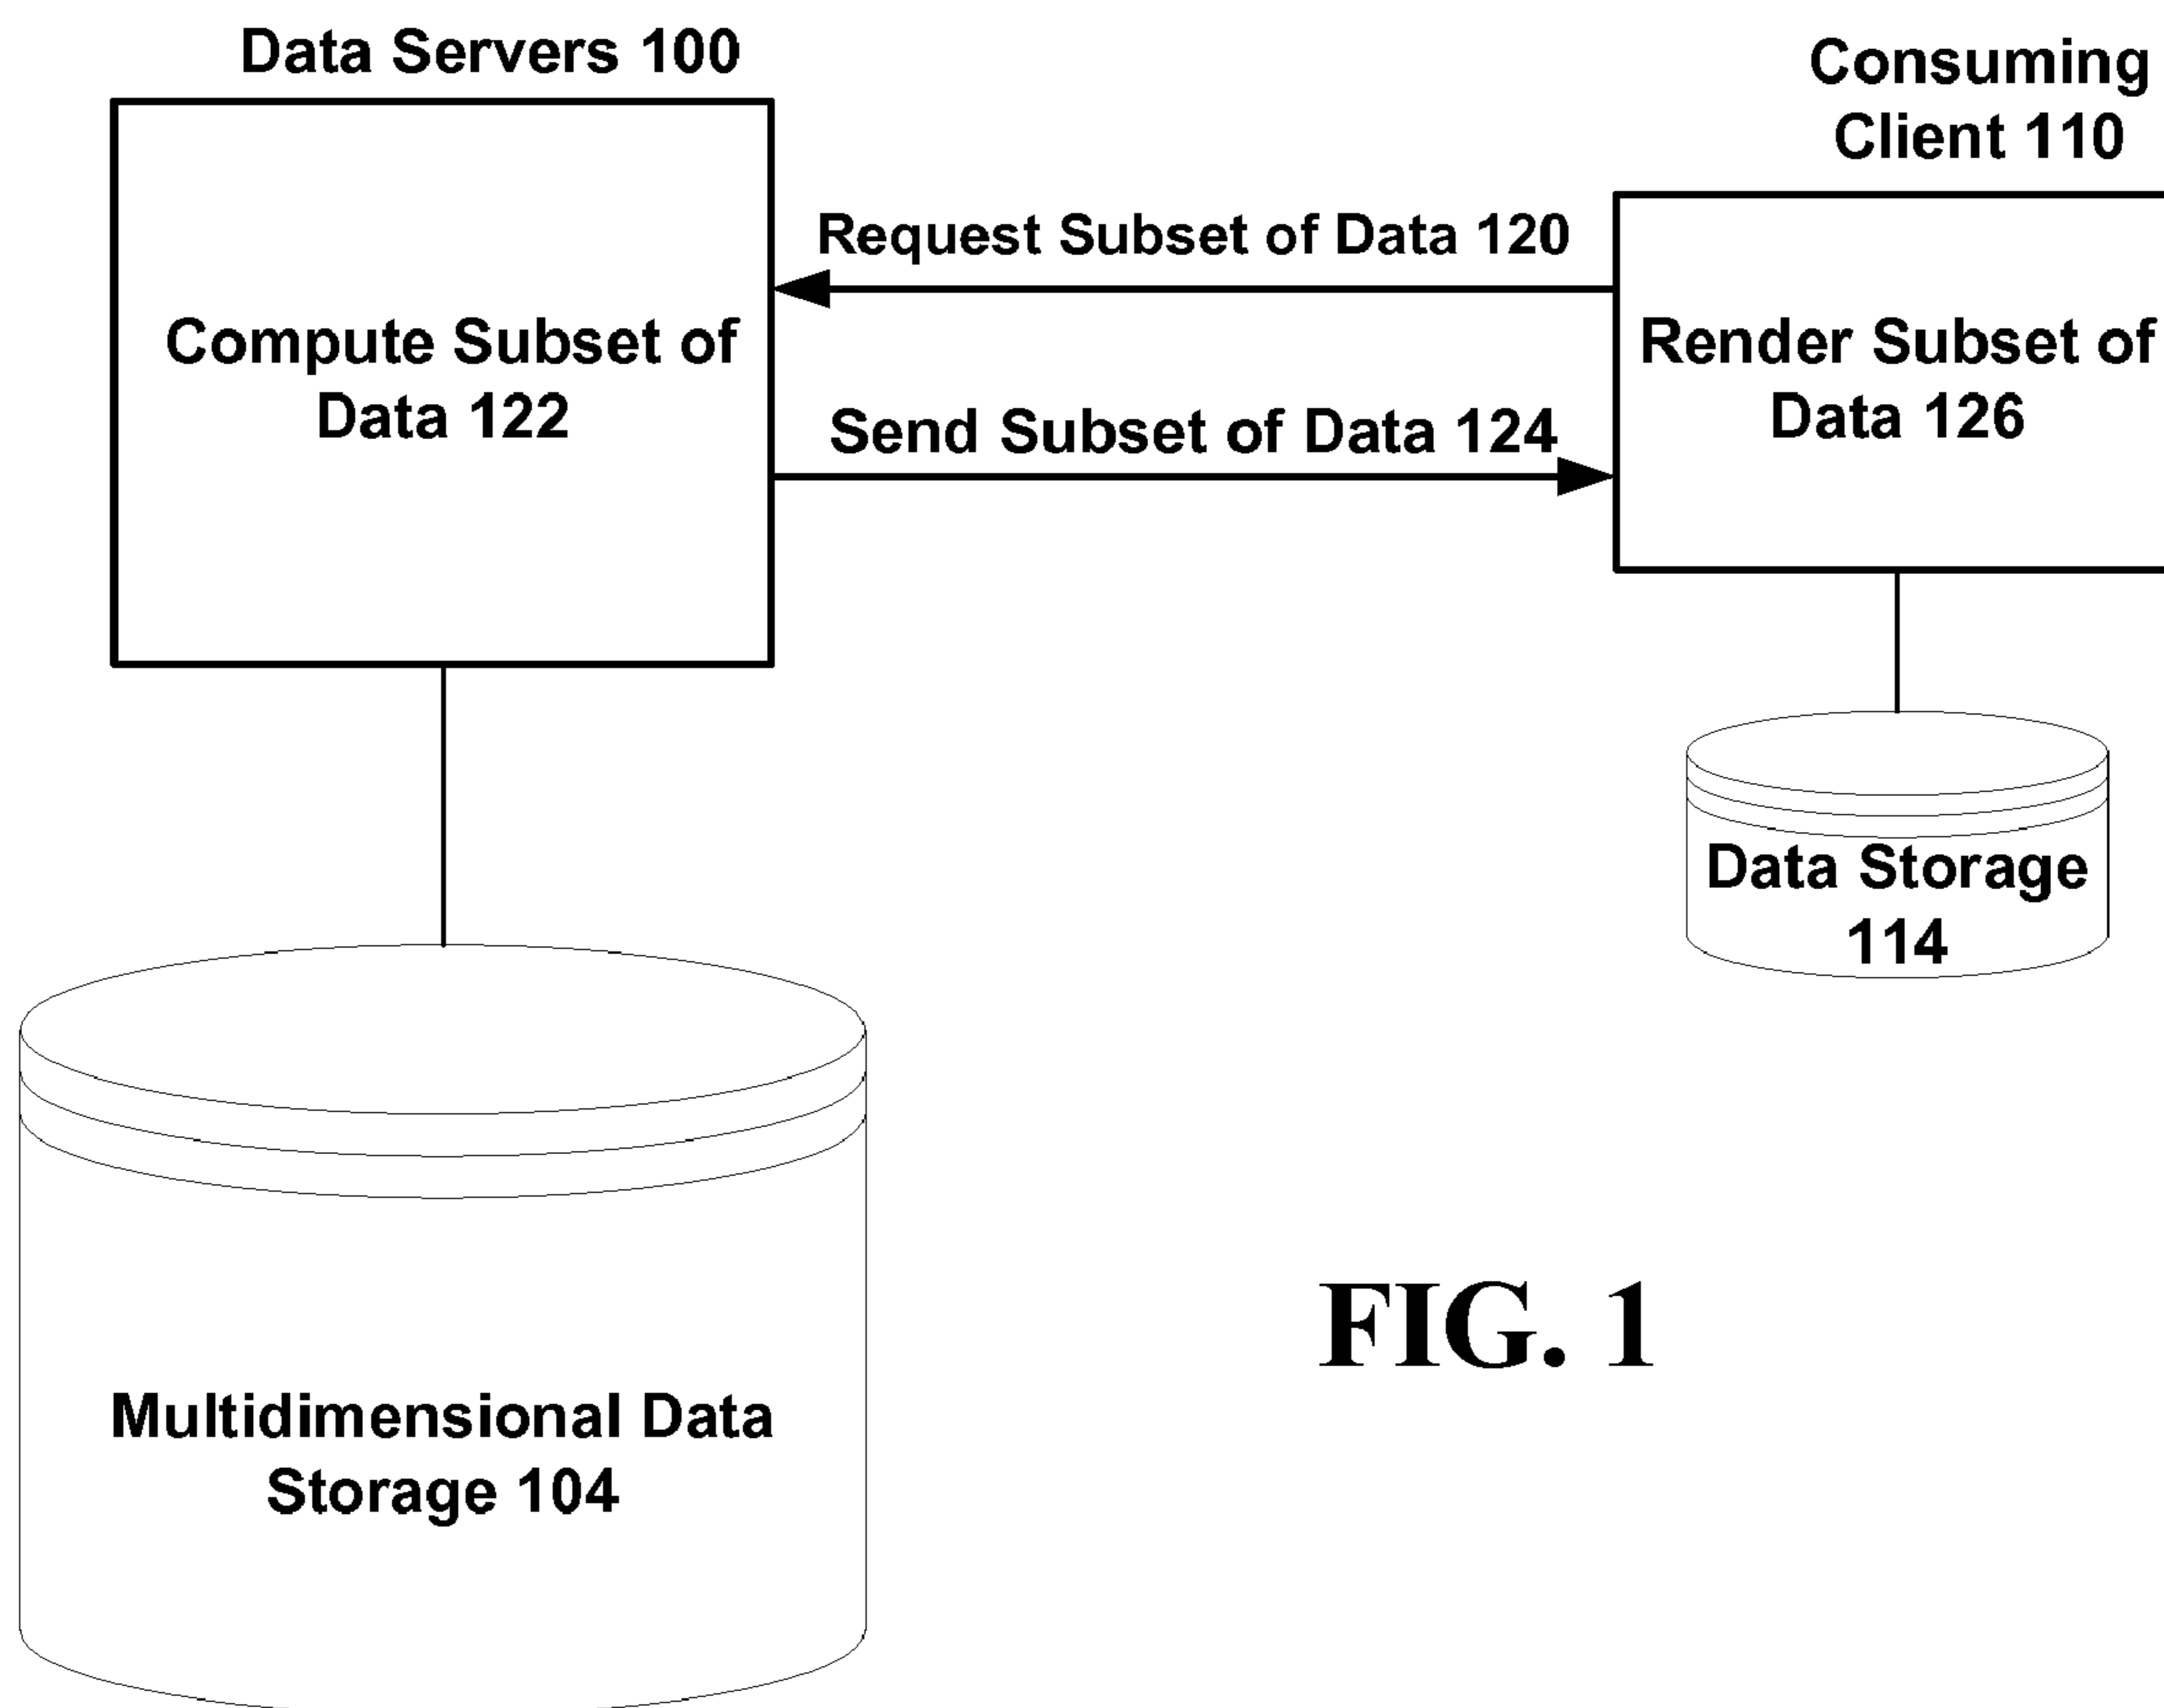 Data Servers 100
Consuming
Client 110
Request Subset of Data 120
Compute Subset of
Data 122
Render Subset of
Data 126
Send Subset of Data 124
Data Storage
114
FIG. 1
Multidimensional Data
Storage 104